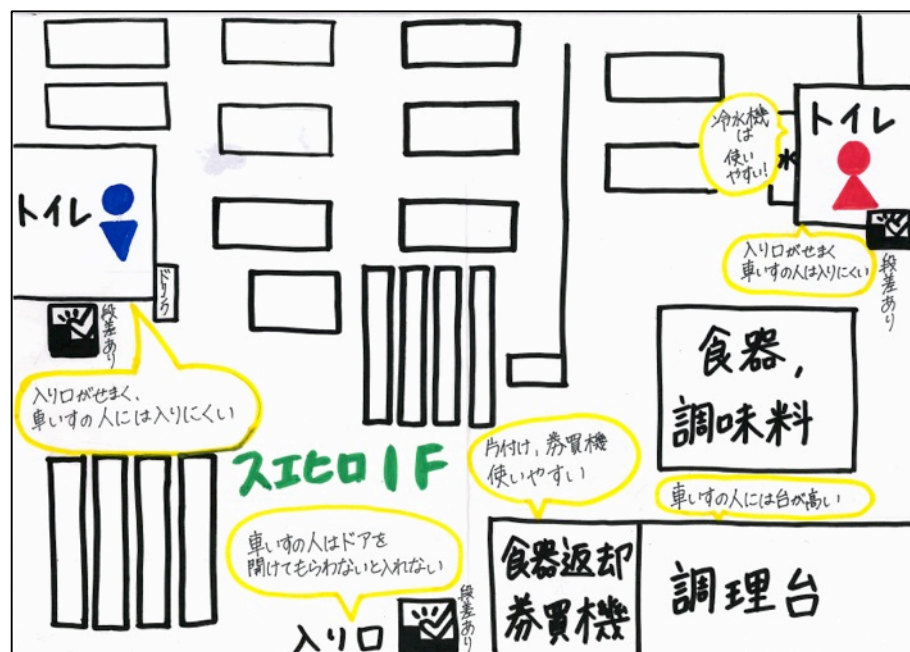 冷水機
は
使い
やすい!
トイレ
水
トイレ
入り口がせまく
車いすの人は入りにくい
段差あり
ドリンク
段差あり
食器,
調味料
入り口がせまく、
車いすの人には入りにくい
スエヒロ1F
片付け、券買機
使いやすい
車いすの人には台が高い
車いすの人はドアを
開けてもらわないと入れない
食器返却
券買機
調理台
入り口
段差あり